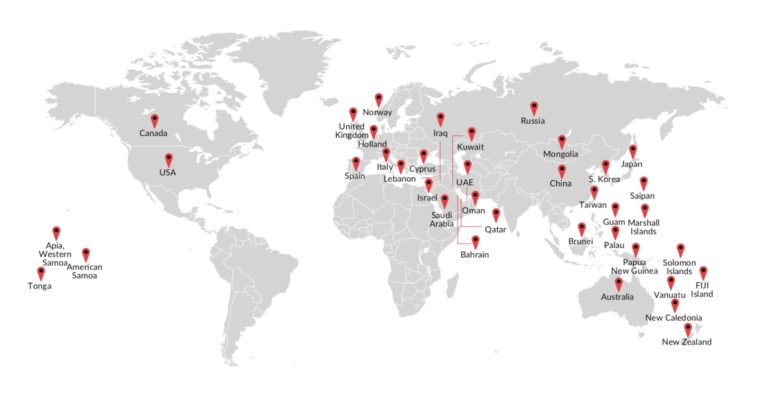 Norway
Canada
United
Kingdom
Holland
Iraq
Russia
Kuwait
Mongolia
Japan
USA
Spain
Italy
Lebanon
Cyprus
UAE
China
S. Korea
Israel
Saudi
Arabia
Oman
Qatar
Bahrain
Taiwan
Saipan
Guam
Marshall
Islands
Brunei
Palau
Papua
New Guinea
Solomon
Islands
Apia,
Western
Samoa
American
Samoa
Tonga
Australia
Vanuatu
FIJI
Island
New Caledonia
New Zealand